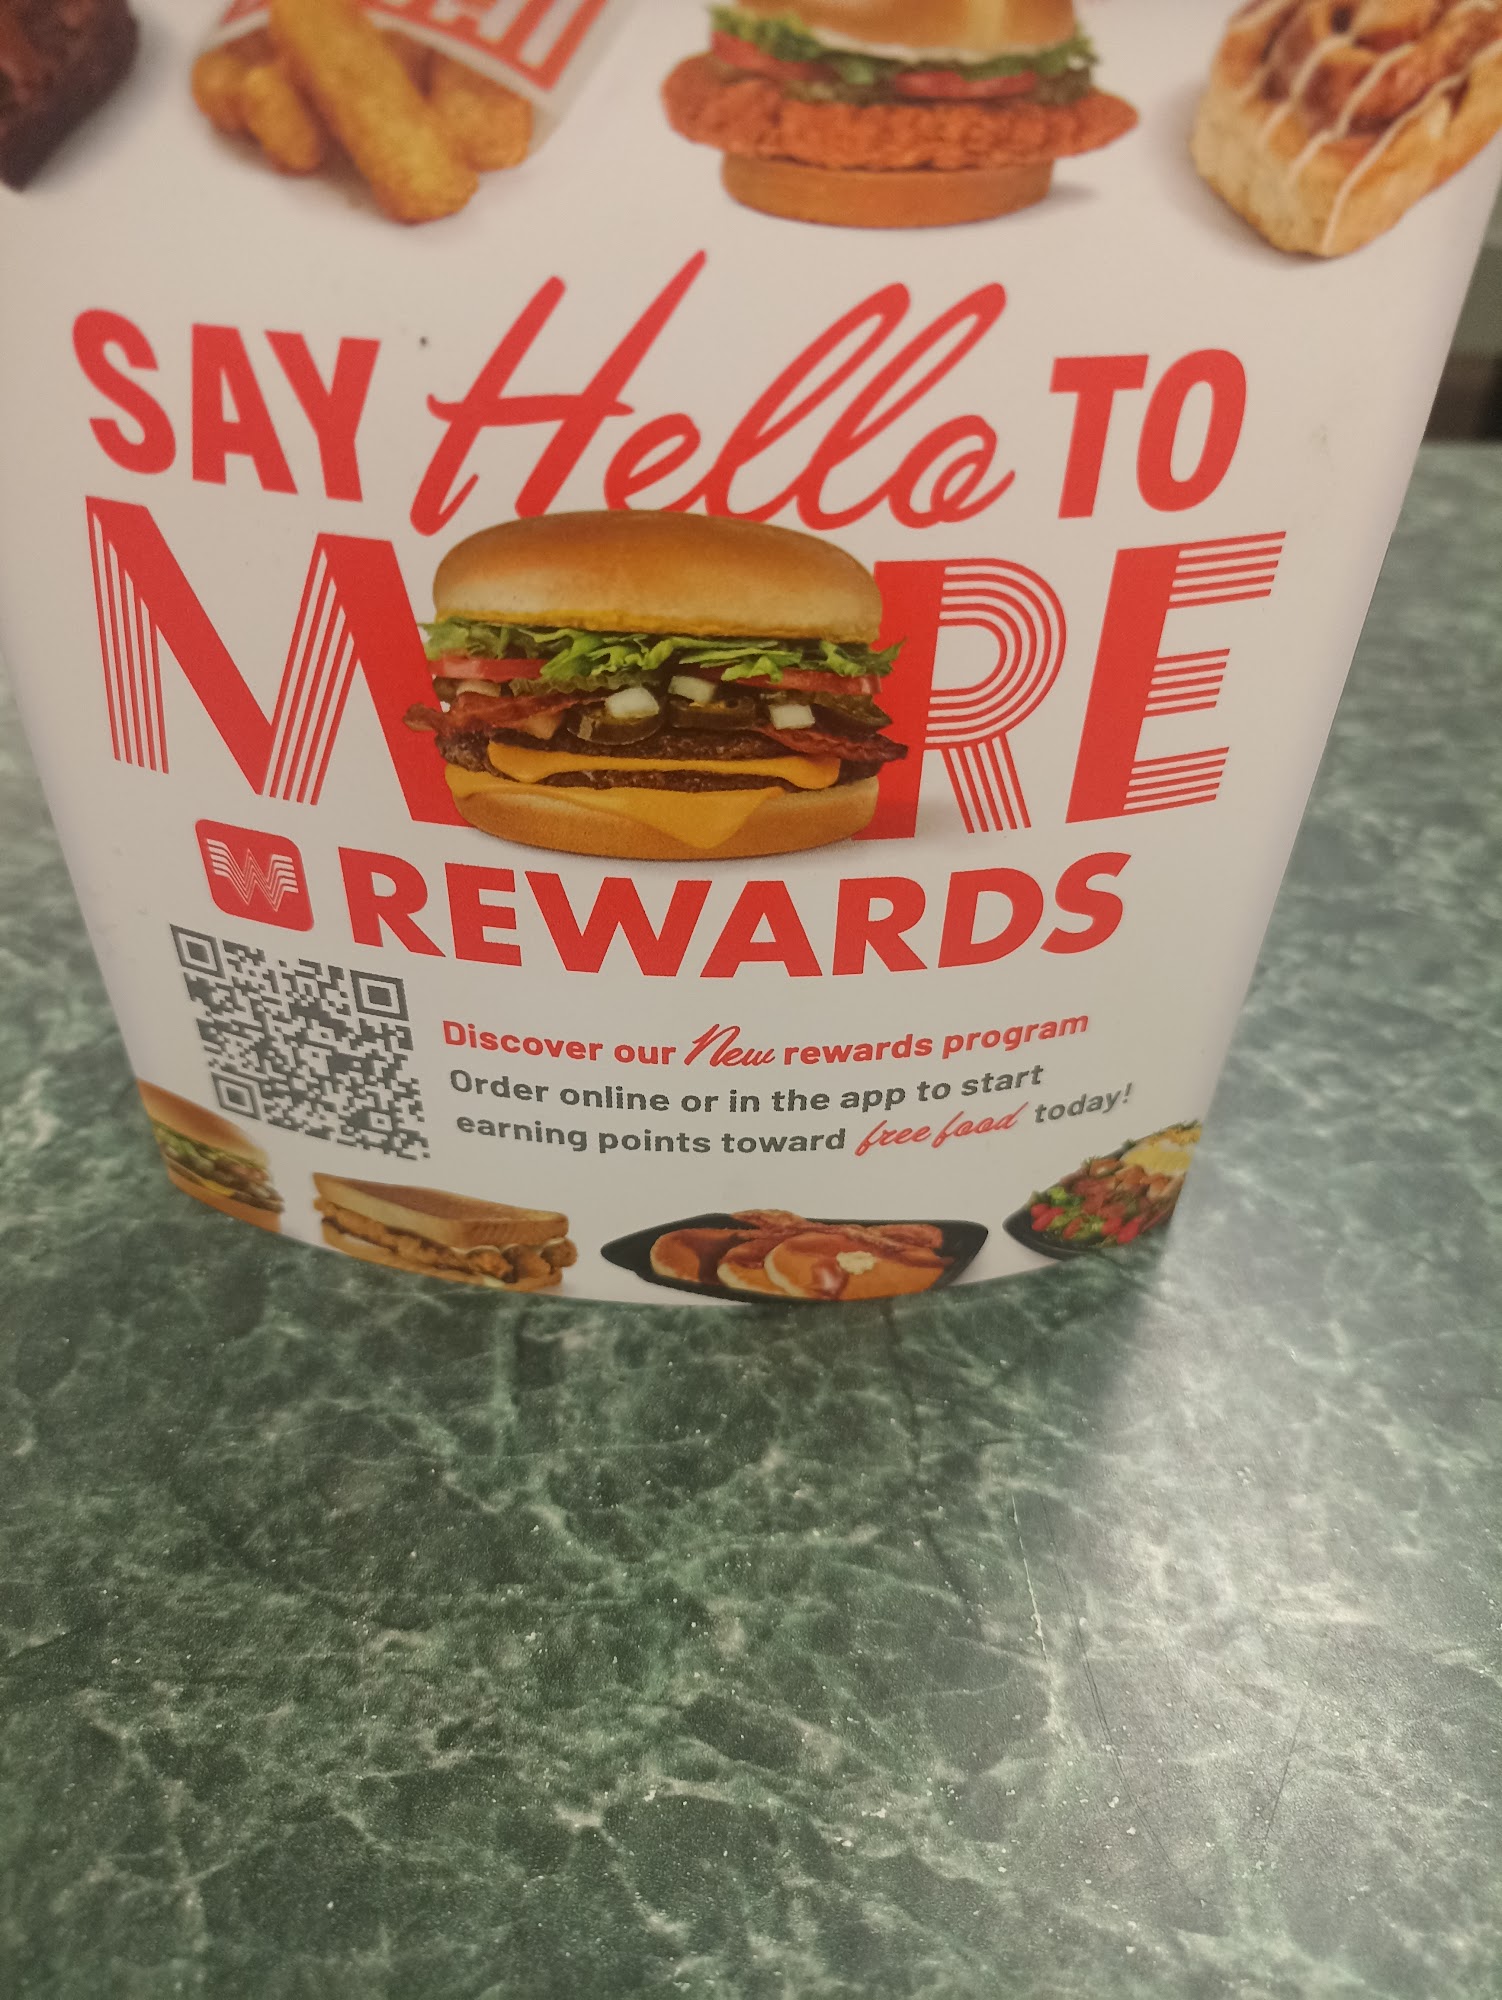 SAY Hello TO
MORE
W REWARDS
Discover our New rewards program
Order online or in the app to start
earning points toward free food today!